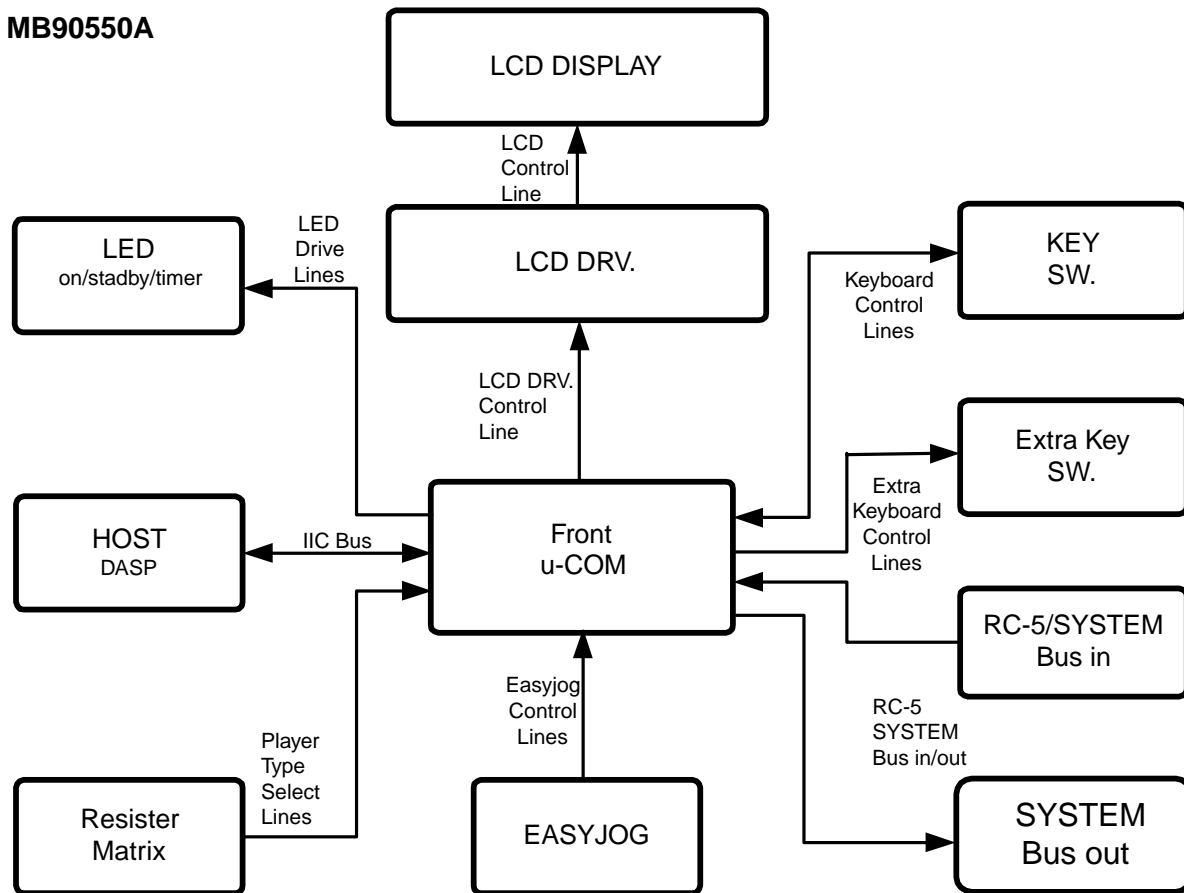 MB90550A
LCD DISPLAY
LCD
Control
Line
LED
on/stadby/timer
LED
Drive
Lines
LCD DRV.
KEY
SW.
Keyboard
Control
Lines
LCD DRV.
Control
Line
Extra Key
SW.
Extra
Keyboard
Control
Lines
HOST
DASP
IIC Bus
Front
u-COM
RC-5/SYSTEM
Bus in
Easyjog
Control
Lines
RC-5
SYSTEM
Bus in/out
Player
Type
Select
Lines
Resister
Matrix
EASYJOG
SYSTEM
Bus out